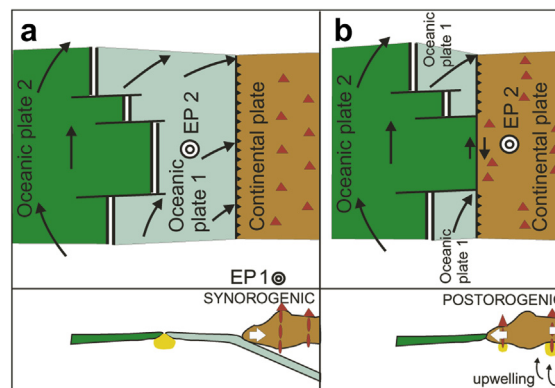 a
Oceanic plate 2
EP 2
Oceanic
plate 1
Continental plate
EP 1
SYNOROGENIC
b
Oceanic plate 2
Oceanic
plate 1
EP 2
Continental plate
Oceanic
plate 1
POSTOROGENIC
upwelling